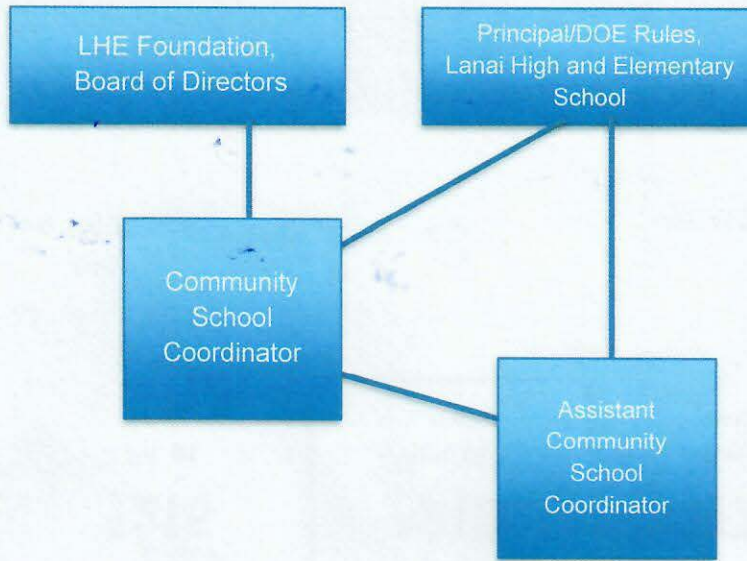 LHE Foundation,
Board of Directors
Principal/DOE Rules,
Lanai High and Elementary
School
Community
School
Coordinator
Assistant
Community
School
Coordinator